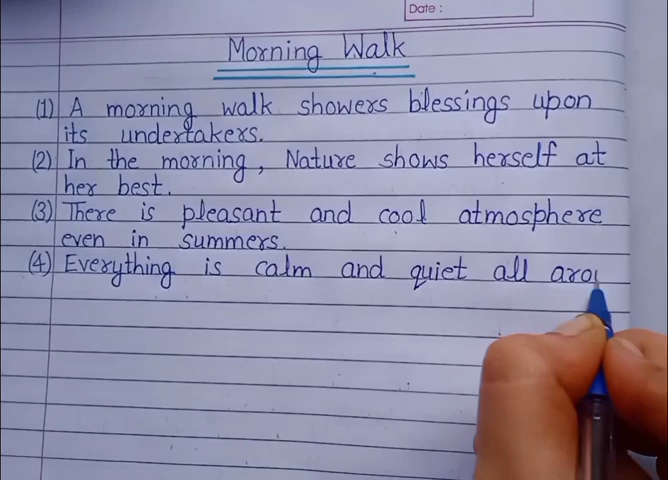 Date :
Morning Walk
(1) A morning walk showers blessings upon
its undertakers.
(2) In the morning, Nature shows herself at
her best.
(3) There is pleasant and cool atmosphere
even in summers.
(4) Everything is calm and quiet all arou